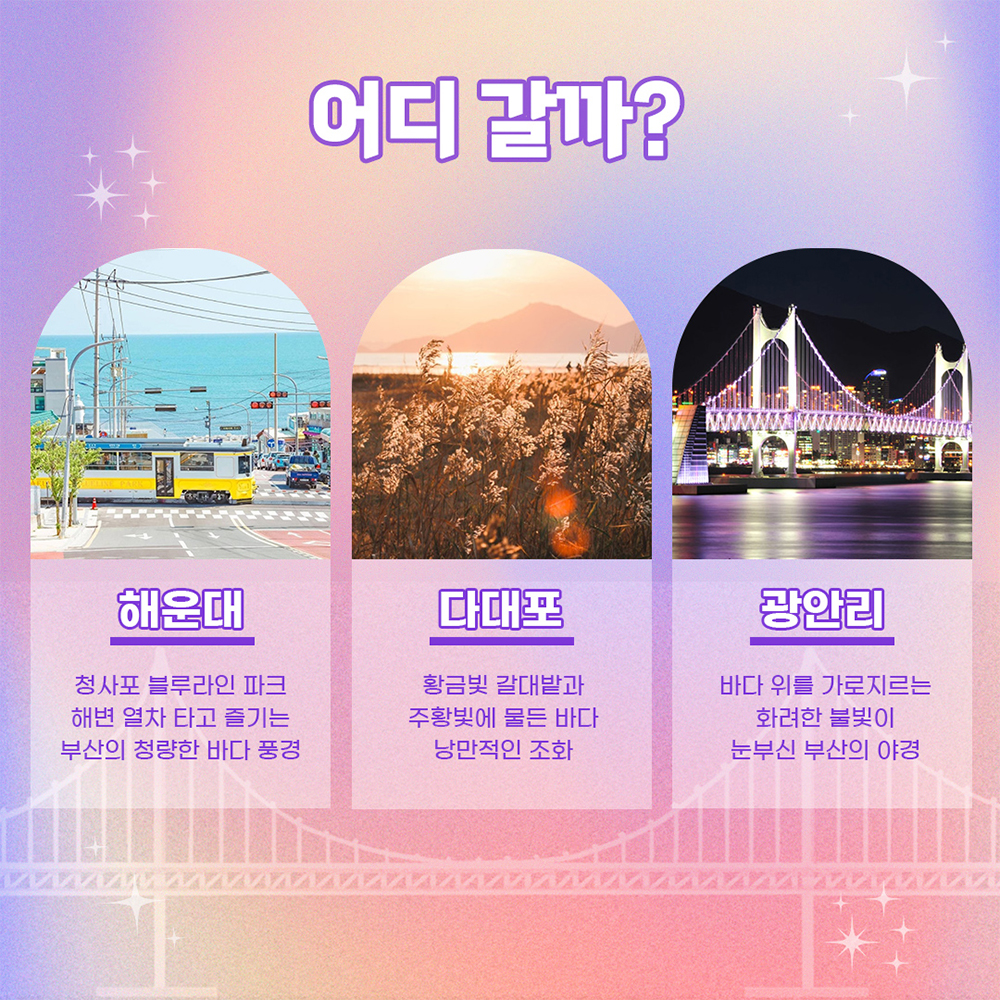 어디 갈까?
해운대
청사포 블루라인 파크
해변 열차 타고 즐기는
부산의 청량한 바다 풍경
다대포
황금빛 갈대밭과
주황빛에 물든 바다
낭만적인 조화
광안리
바다 위를 가로지르는
화려한 불빛이
눈부신 부산의 야경